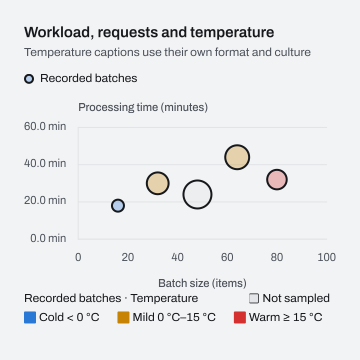 Workload, requests and temperature
Temperature captions use their own format and culture
Recorded batches
Processing time (minutes)
60.0 min
40.0 min
20.0 min
0.0 min
0 20 40 60 80 100
Batch size (items)
Recorded batches · Temperature Not sampled
Cold < 0 °C Mild 0 °C–15 °C Warm ≥ 15 °C